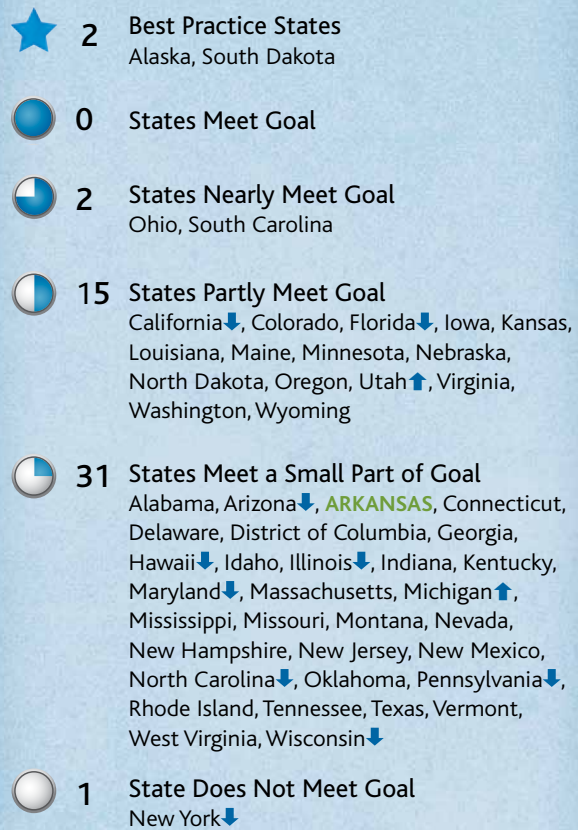 2 Best Practice States
Alaska, South Dakota
0 States Meet Goal
2 States Nearly Meet Goal
Ohio, South Carolina
15 States Partly Meet Goal
California⬇, Colorado, Florida⬇, Iowa, Kansas,
Louisiana, Maine, Minnesota, Nebraska,
North Dakota, Oregon, Utah⬆, Virginia,
Washington, Wyoming
31 States Meet a Small Part of Goal
Alabama, Arizona⬇, ARKANSAS, Connecticut,
Delaware, District of Columbia, Georgia,
Hawaii⬇, Idaho, Illinois⬇, Indiana, Kentucky,
Maryland⬇, Massachusetts, Michigan⬆,
Mississippi, Missouri, Montana, Nevada,
New Hampshire, New Jersey, New Mexico,
North Carolina⬇, Oklahoma, Pennsylvania⬇,
Rhode Island, Tennessee, Texas, Vermont,
West Virginia, Wisconsin⬇
1 State Does Not Meet Goal
New York⬇